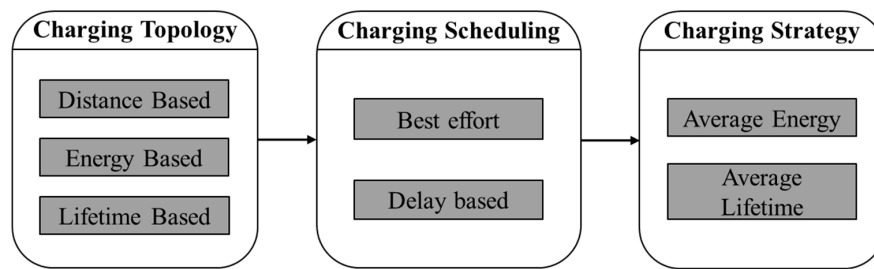 Charging Topology
Distance Based
Energy Based
Lifetime Based
Charging Scheduling
Best effort
Delay based
Charging Strategy
Average Energy
Average
Lifetime